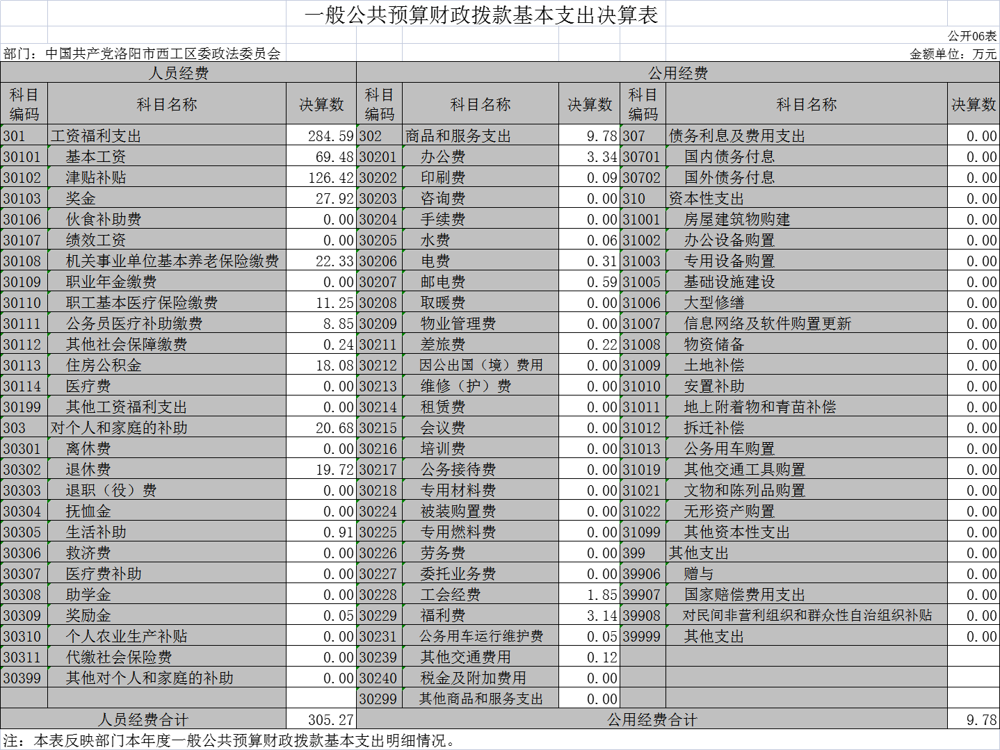 一般公共预算财政拨款基本支出决算表
公开06表
部门：中国共产党洛阳市西工区委政法委员会 金额单位：万元
人员经费 公用经费
科目编码 科目名称 决算数 科目编码 科目名称 决算数 科目编码 科目名称 决算数
301 工资福利支出 284.59 302 商品和服务支出 9.78 307 债务利息及费用支出 0.00
30101 基本工资 69.48 30201 办公费 3.34 30701 国内债务付息 0.00
30102 津贴补贴 126.42 30202 印刷费 0.09 30702 国外债务付息 0.00
30103 奖金 27.92 30203 咨询费 0.00 310 资本性支出 0.00
30106 伙食补助费 0.00 30204 手续费 0.00 31001 房屋建筑物购建 0.00
30107 绩效工资 0.00 30205 水费 0.06 31002 办公设备购置 0.00
30108 机关事业单位基本养老保险缴费 22.33 30206 电费 0.31 31003 专用设备购置 0.00
30109 职业年金缴费 0.00 30207 邮电费 0.59 31005 基础设施建设 0.00
30110 职工基本医疗保险缴费 11.25 30208 取暖费 0.00 31006 大型修缮 0.00
30111 公务员医疗补助缴费 8.85 30209 物业管理费 0.00 31007 信息网络及软件购置更新 0.00
30112 其他社会保障缴费 0.24 30211 差旅费 0.22 31008 物资储备 0.00
30113 住房公积金 18.08 30212 因公出国（境）费用 0.00 31009 土地补偿 0.00
30114 医疗费 0.00 30213 维修（护）费 0.00 31010 安置补助 0.00
30199 其他工资福利支出 0.00 30214 租赁费 0.00 31011 地上附着物和青苗补偿 0.00
303 对个人和家庭的补助 20.68 30215 会议费 0.00 31012 拆迁补偿 0.00
30301 离休费 0.00 30216 培训费 0.00 31013 公务用车购置 0.00
30302 退休费 19.72 30217 公务接待费 0.00 31019 其他交通工具购置 0.00
30303 退职（役）费 0.00 30218 专用材料费 0.00 31021 文物和陈列品购置 0.00
30304 抚恤金 0.00 30224 被装购置费 0.00 31022 无形资产购置 0.00
30305 生活补助 0.91 30225 专用燃料费 0.00 31099 其他资本性支出 0.00
30306 救济费 0.00 30226 劳务费 0.00 399 其他支出 0.00
30307 医疗费补助 0.00 30227 委托业务费 0.00 39906 赠与 0.00
30308 助学金 0.00 30228 工会经费 1.85 39907 国家赔偿费用支出 0.00
30309 奖励金 0.05 30229 福利费 3.14 39908 对民间非营利组织和群众性自治组织补贴 0.00
30310 个人农业生产补贴 0.00 30231 公务用车运行维护费 0.05 39999 其他支出 0.00
30311 代缴社会保险费 0.00 30239 其他交通费用 0.12
30399 其他对个人和家庭的补助 0.00 30240 税金及附加费用 0.00
30299 其他商品和服务支出 0.00
人员经费合计 305.27 公用经费合计 9.78
注：本表反映部门本年度一般公共预算财政拨款基本支出明细情况。